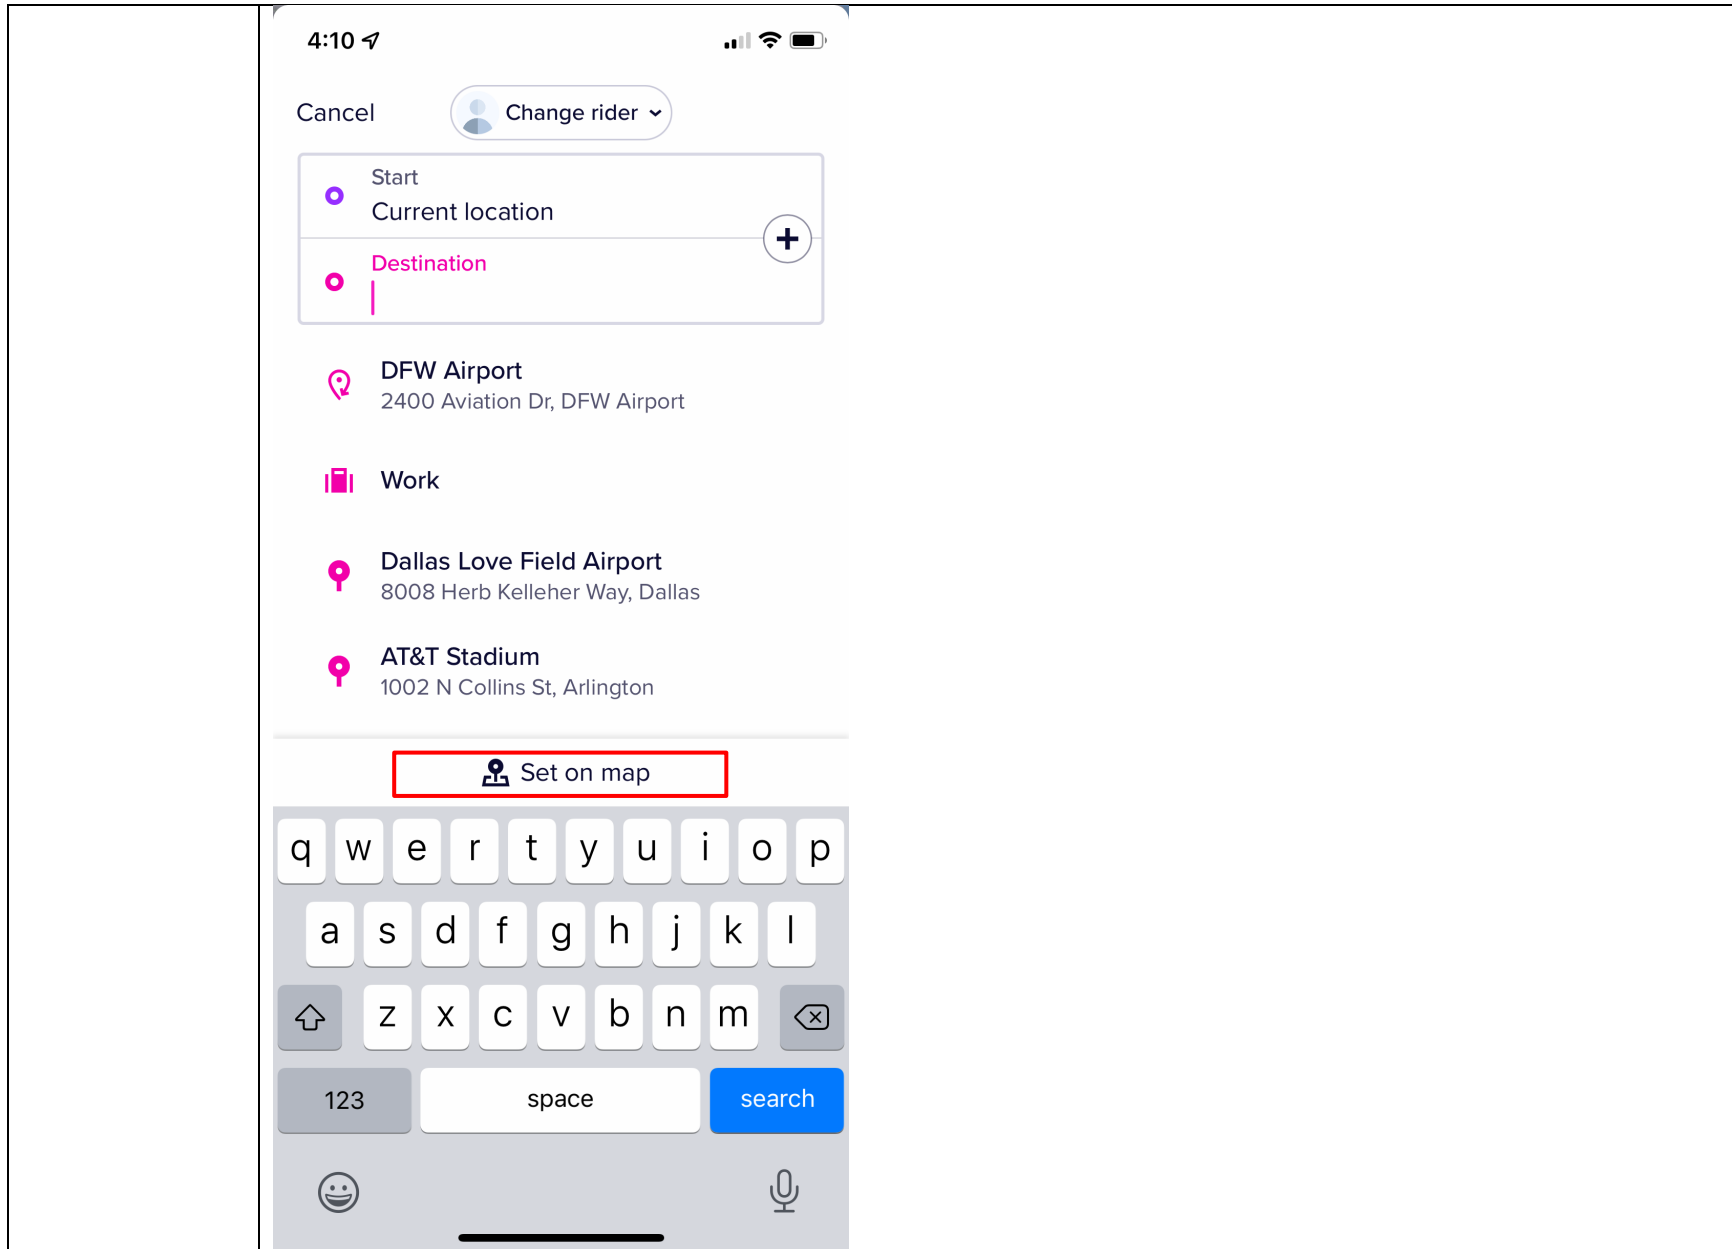 4:10
Cancel
Change rider
Start
Current location
Destination
DFW Airport
2400 Aviation Dr, DFW Airport
Work
Dallas Love Field Airport
8008 Herb Kelleher Way, Dallas
AT&T Stadium
1002 N Collins St, Arlington
Set on map
q w e r t y u i o p
a s d f g h j k l
z x c v b n m
123 space search